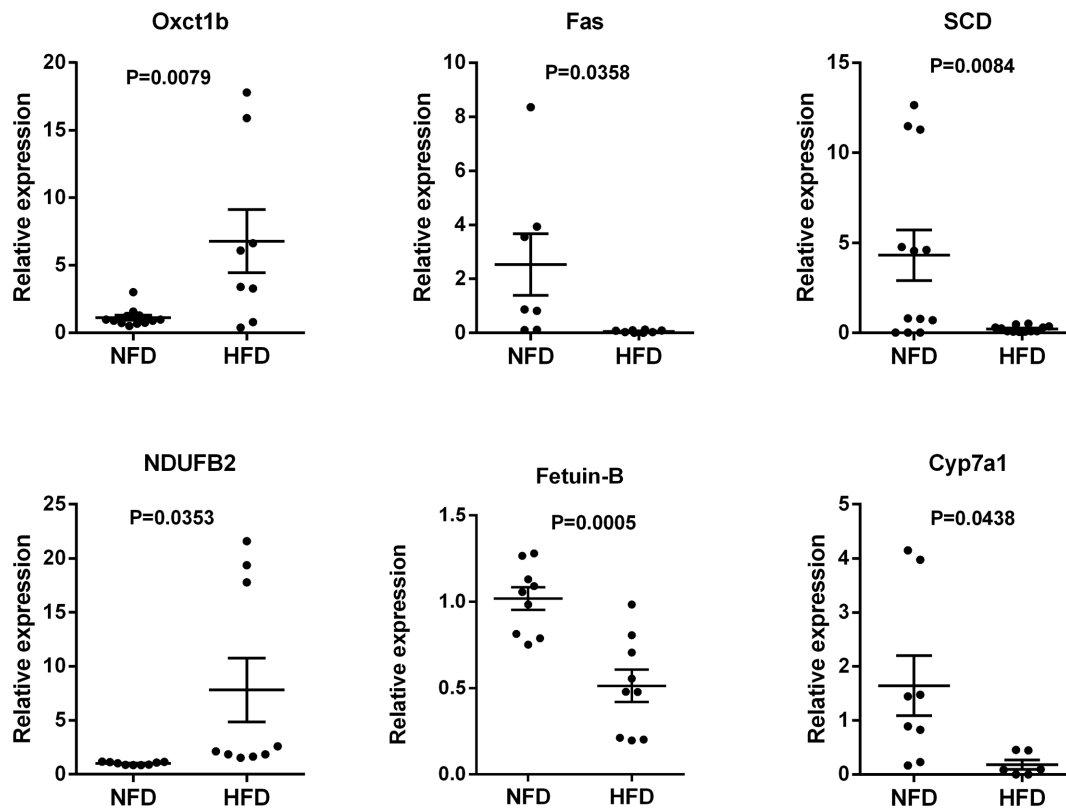 Oxct1b
P=0.0079
Relative expression
20
15
10
5
0
NFD HFD
Fas
P=0.0358
Relative expression
10
8
6
4
2
0
NFD HFD
SCD
P=0.0084
Relative expression
15
10
5
0
NFD HFD
NDUFB2
P=0.0353
Relative expression
25
20
15
10
5
0
NFD HFD
Fetuin-B
P=0.0005
Relative expression
1.5
1.0
0.5
0.0
NFD HFD
Cyp7a1
P=0.0438
Relative expression
5
4
3
2
1
0
NFD HFD